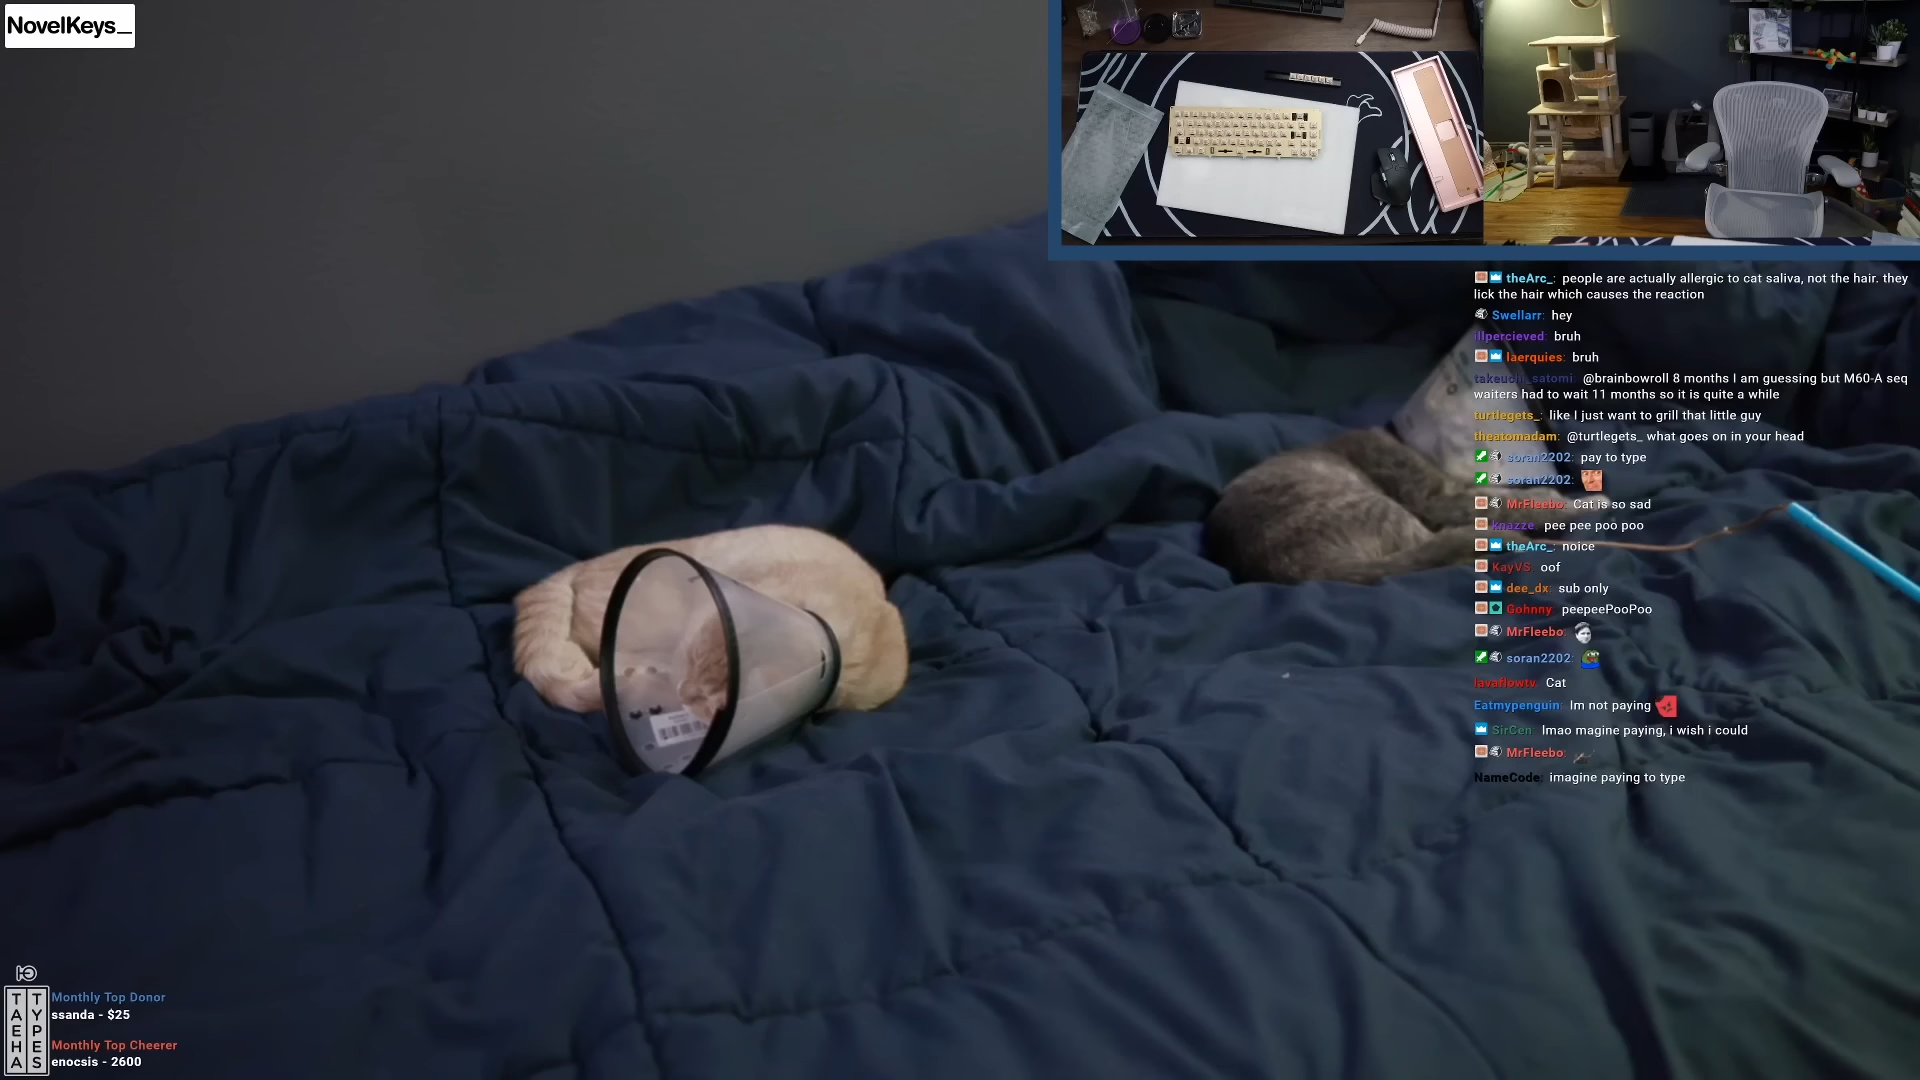 NovelKeys_
theArc_: people are actually allergic to cat saliva, not the hair. they
lick the hair which causes the reaction
Swellarr: hey
illpercieved: bruh
laerquies: bruh
takeuchi_satomi: @brainbowroll 8 months I am guessing but M60-A seq
waiters had to wait 11 months so it is quite a while
turtlegets_: like I just want to grill that little guy
theatomadam: @turtlegets_ what goes on in your head
soran2202: pay to type
soran2202:
MrFleebo: Cat is so sad
knazze: pee pee poo poo
theArc_: noice
KayVS: oof
dee_dx: sub only
Gohnny: peepeePooPoo
MrFleebo:
soran2202:
lavaflowtv: Cat
Eatmypenguin: Im not paying
SirCen: lmao magine paying, i wish i could
MrFleebo:
NameCode: imagine paying to type
TAEHA
TYPES
Monthly Top Donor
ssanda - $25
Monthly Top Cheerer
enocsis - 2600